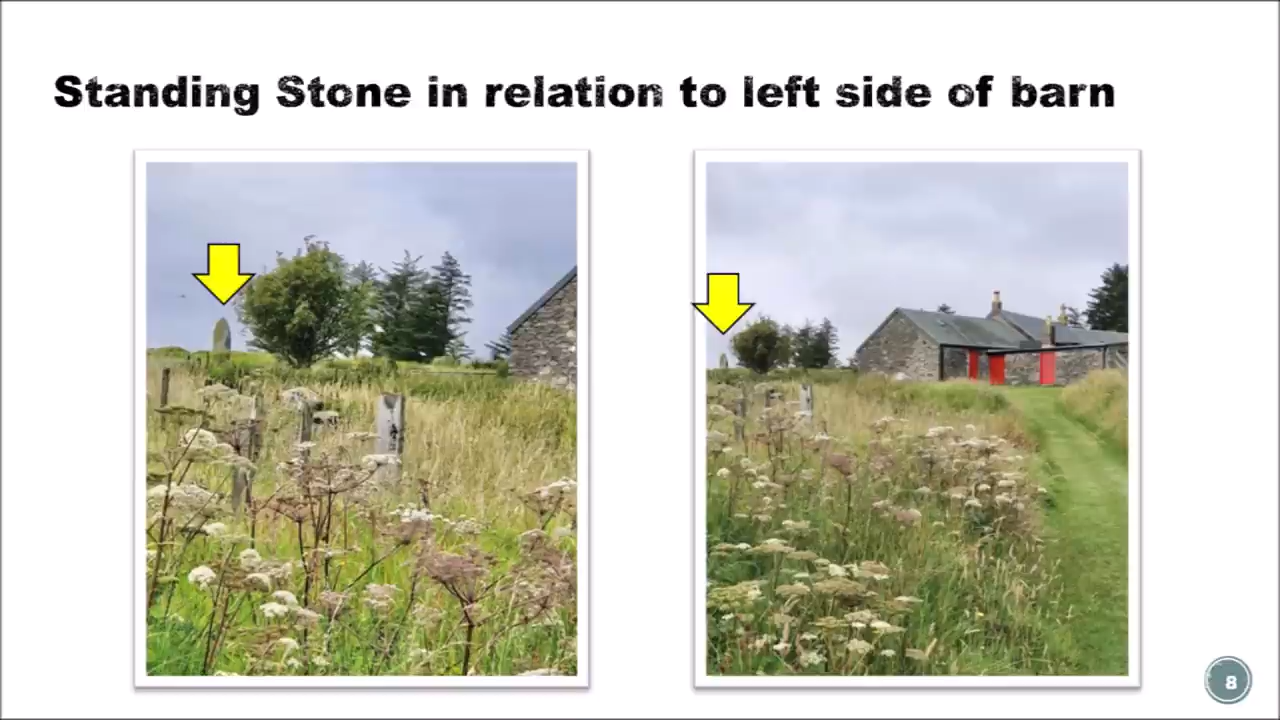 Standing Stone in relation to left side of barn
8